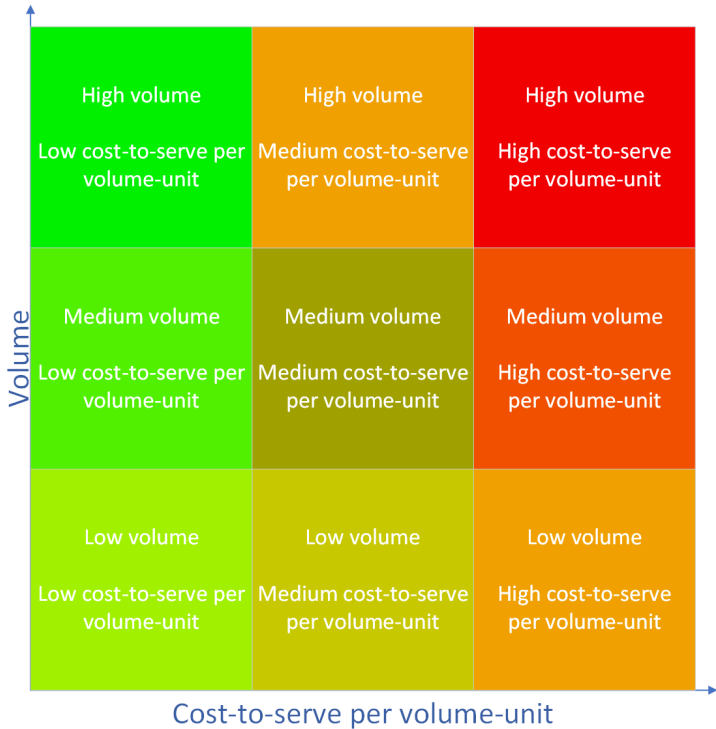 High volume
Low cost-to-serve per
volume-unit
High volume
Medium cost-to-serve
per volume-unit
High volume
High cost-to-serve
per volume-unit
Volume
Medium volume
Low cost-to-serve per
volume-unit
Medium volume
Medium cost-to-serve
per volume-unit
Medium volume
High cost-to-serve
per volume-unit
Low volume
Low cost-to-serve per
volume-unit
Low volume
Medium cost-to-serve
per volume-unit
Low volume
High cost-to-serve
per volume-unit
Cost-to-serve per volume-unit